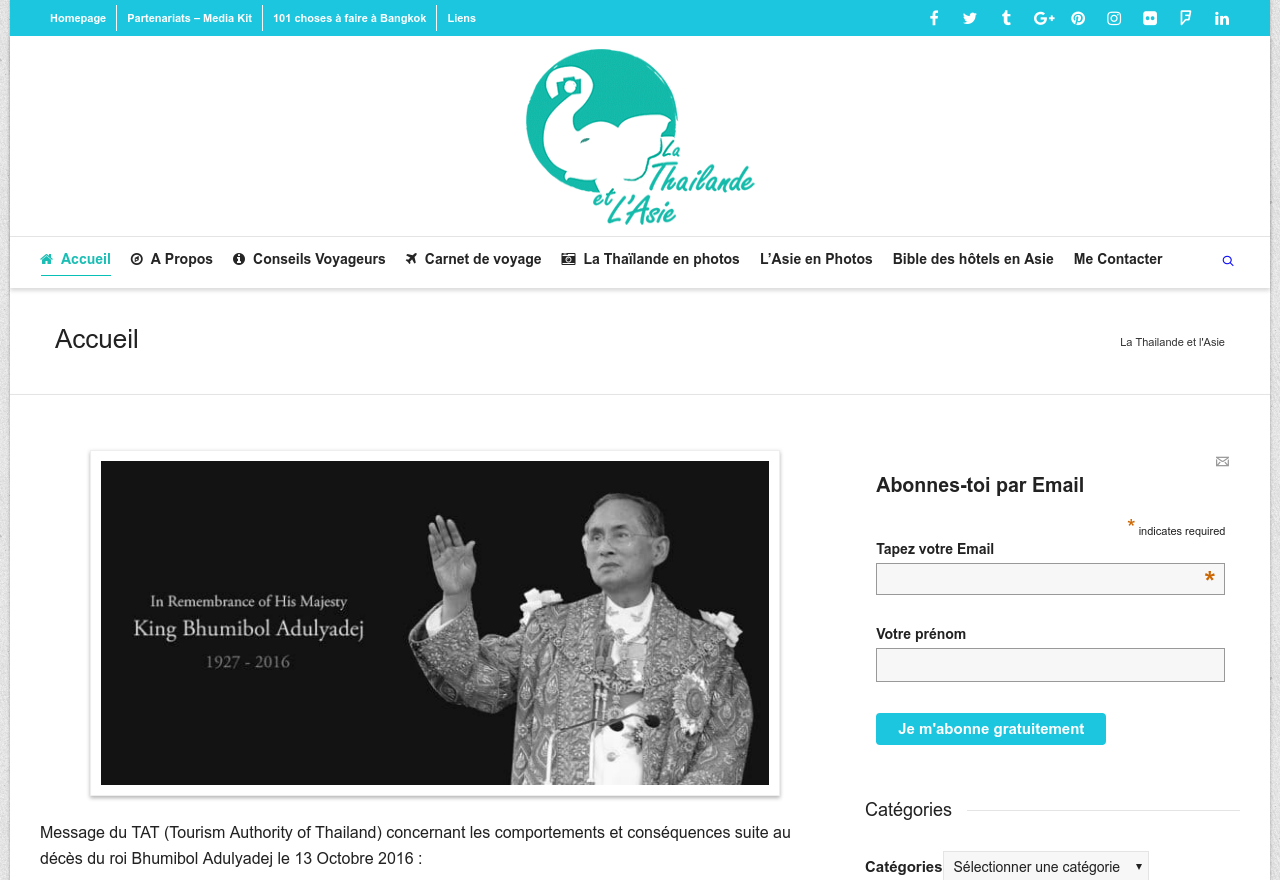 Homepage
Partenariats – Media Kit
101 choses à faire à Bangkok
Liens
La
Thailande
et L'Asie
Accueil
A Propos
Conseils Voyageurs
Carnet de voyage
La Thaïlande en photos
L’Asie en Photos
Bible des hôtels en Asie
Me Contacter
Accueil
La Thailande et l'Asie
In Remembrance of His Majesty
King Bhumibol Adulyadej
1927 - 2016
Message du TAT (Tourism Authority of Thailand) concernant les comportements et conséquences suite au
décès du roi Bhumibol Adulyadej le 13 Octobre 2016 :
Abonnes-toi par Email
* indicates required
Tapez votre Email
*
Votre prénom
Je m'abonne gratuitement
Catégories
Catégories Sélectionner une catégorie